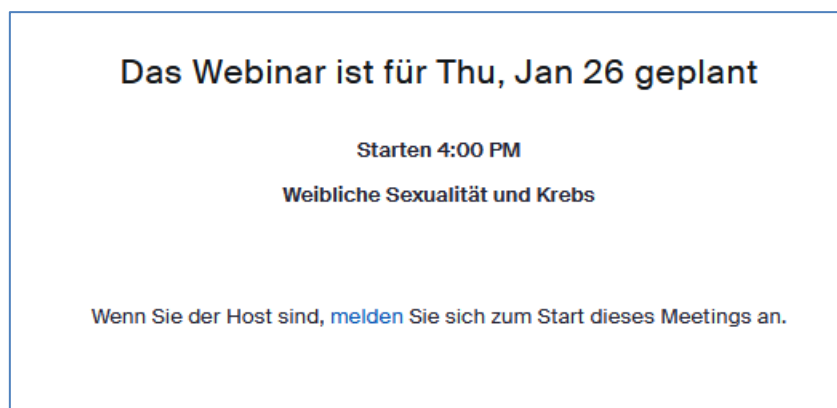 Das Webinar ist für Thu, Jan 26 geplant
Starten 4:00 PM
Weibliche Sexualität und Krebs
Wenn Sie der Host sind, melden Sie sich zum Start dieses Meetings an.